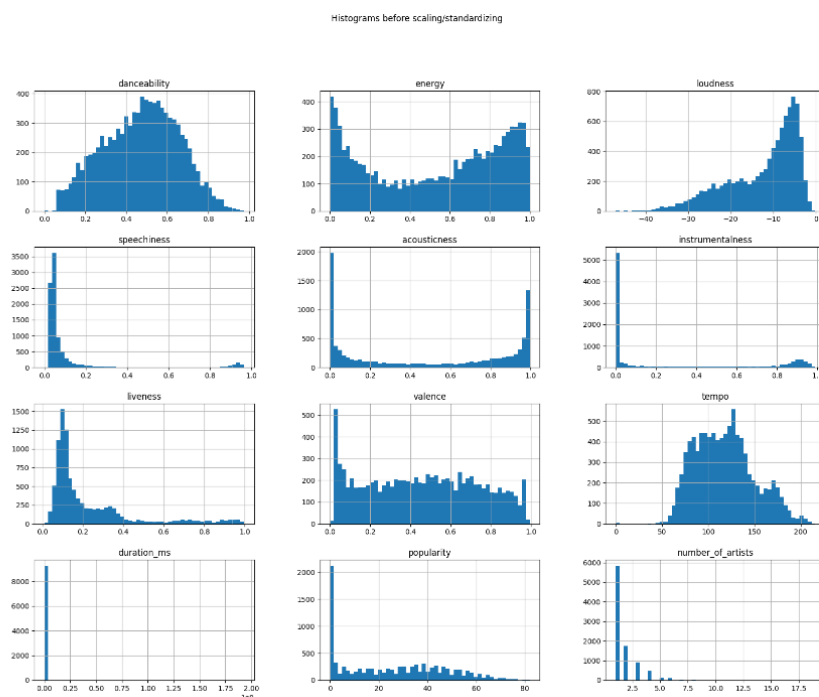 Histograms before scaling/standardizing
danceability energy loudness
400 400 800
300 300 600
200 200 400
100 100 200
0 0 0
0.0 0.2 0.4 0.6 0.8 1.0 0.0 0.2 0.4 0.6 0.8 1.0 −40 −30 −20 −10 0
speechiness acousticness instrumentalness
3500 2000 5000
3000 1500 4000
2500 1000 3000
2000 500 2000
1500 0 1000
1000 0
500
0
0.0 0.2 0.4 0.6 0.8 1.0 0.0 0.2 0.4 0.6 0.8 1.0 0.0 0.2 0.4 0.6 0.8 1.0
liveness valence tempo
1500 500 500
1250 400 400
1000 300 300
750 200 200
500 100 100
250 0 0
0
0.0 0.2 0.4 0.6 0.8 1.0 0.0 0.2 0.4 0.6 0.8 1.0 0 50 100 150 200
duration_ms popularity number_of_artists
8000 2000 6000
6000 1500 5000
4000 1000 4000
2000 500 3000
0 0 2000
1000
0
0.00 0.25 0.50 0.75 1.00 1.25 1.50 1.75 2.00 0 20 40 60 80 2.5 5.0 7.5 10.0 12.5 15.0 17.5